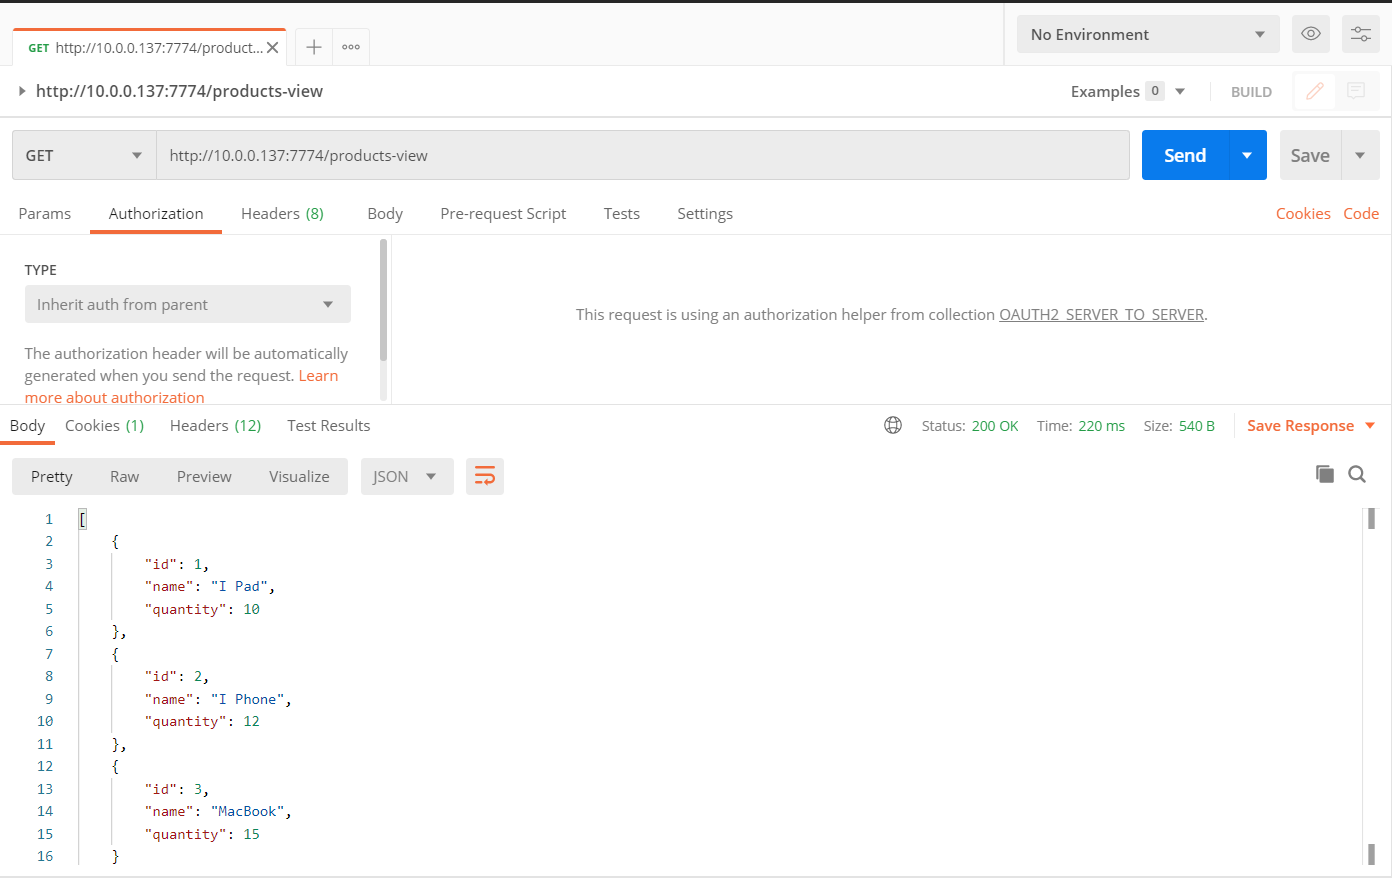 GET http://10.0.0.137:7774/product...
No Environment
http://10.0.0.137:7774/products-view
Examples 0
BUILD
GET
http://10.0.0.137:7774/products-view
Send
Save
Params Authorization Headers (8) Body Pre-request Script Tests Settings Cookies Code
TYPE
Inherit auth from parent
The authorization header will be automatically
generated when you send the request. Learn
more about authorization
This request is using an authorization helper from collection OAUTH2_SERVER_TO_SERVER.
Body Cookies (1) Headers (12) Test Results Status: 200 OK Time: 220 ms Size: 540 B Save Response
Pretty Raw Preview Visualize JSON
1 [
2 {
3 "id": 1,
4 "name": "I Pad",
5 "quantity": 10
6 },
7 {
8 "id": 2,
9 "name": "I Phone",
10 "quantity": 12
11 },
12 {
13 "id": 3,
14 "name": "MacBook",
15 "quantity": 15
16 }